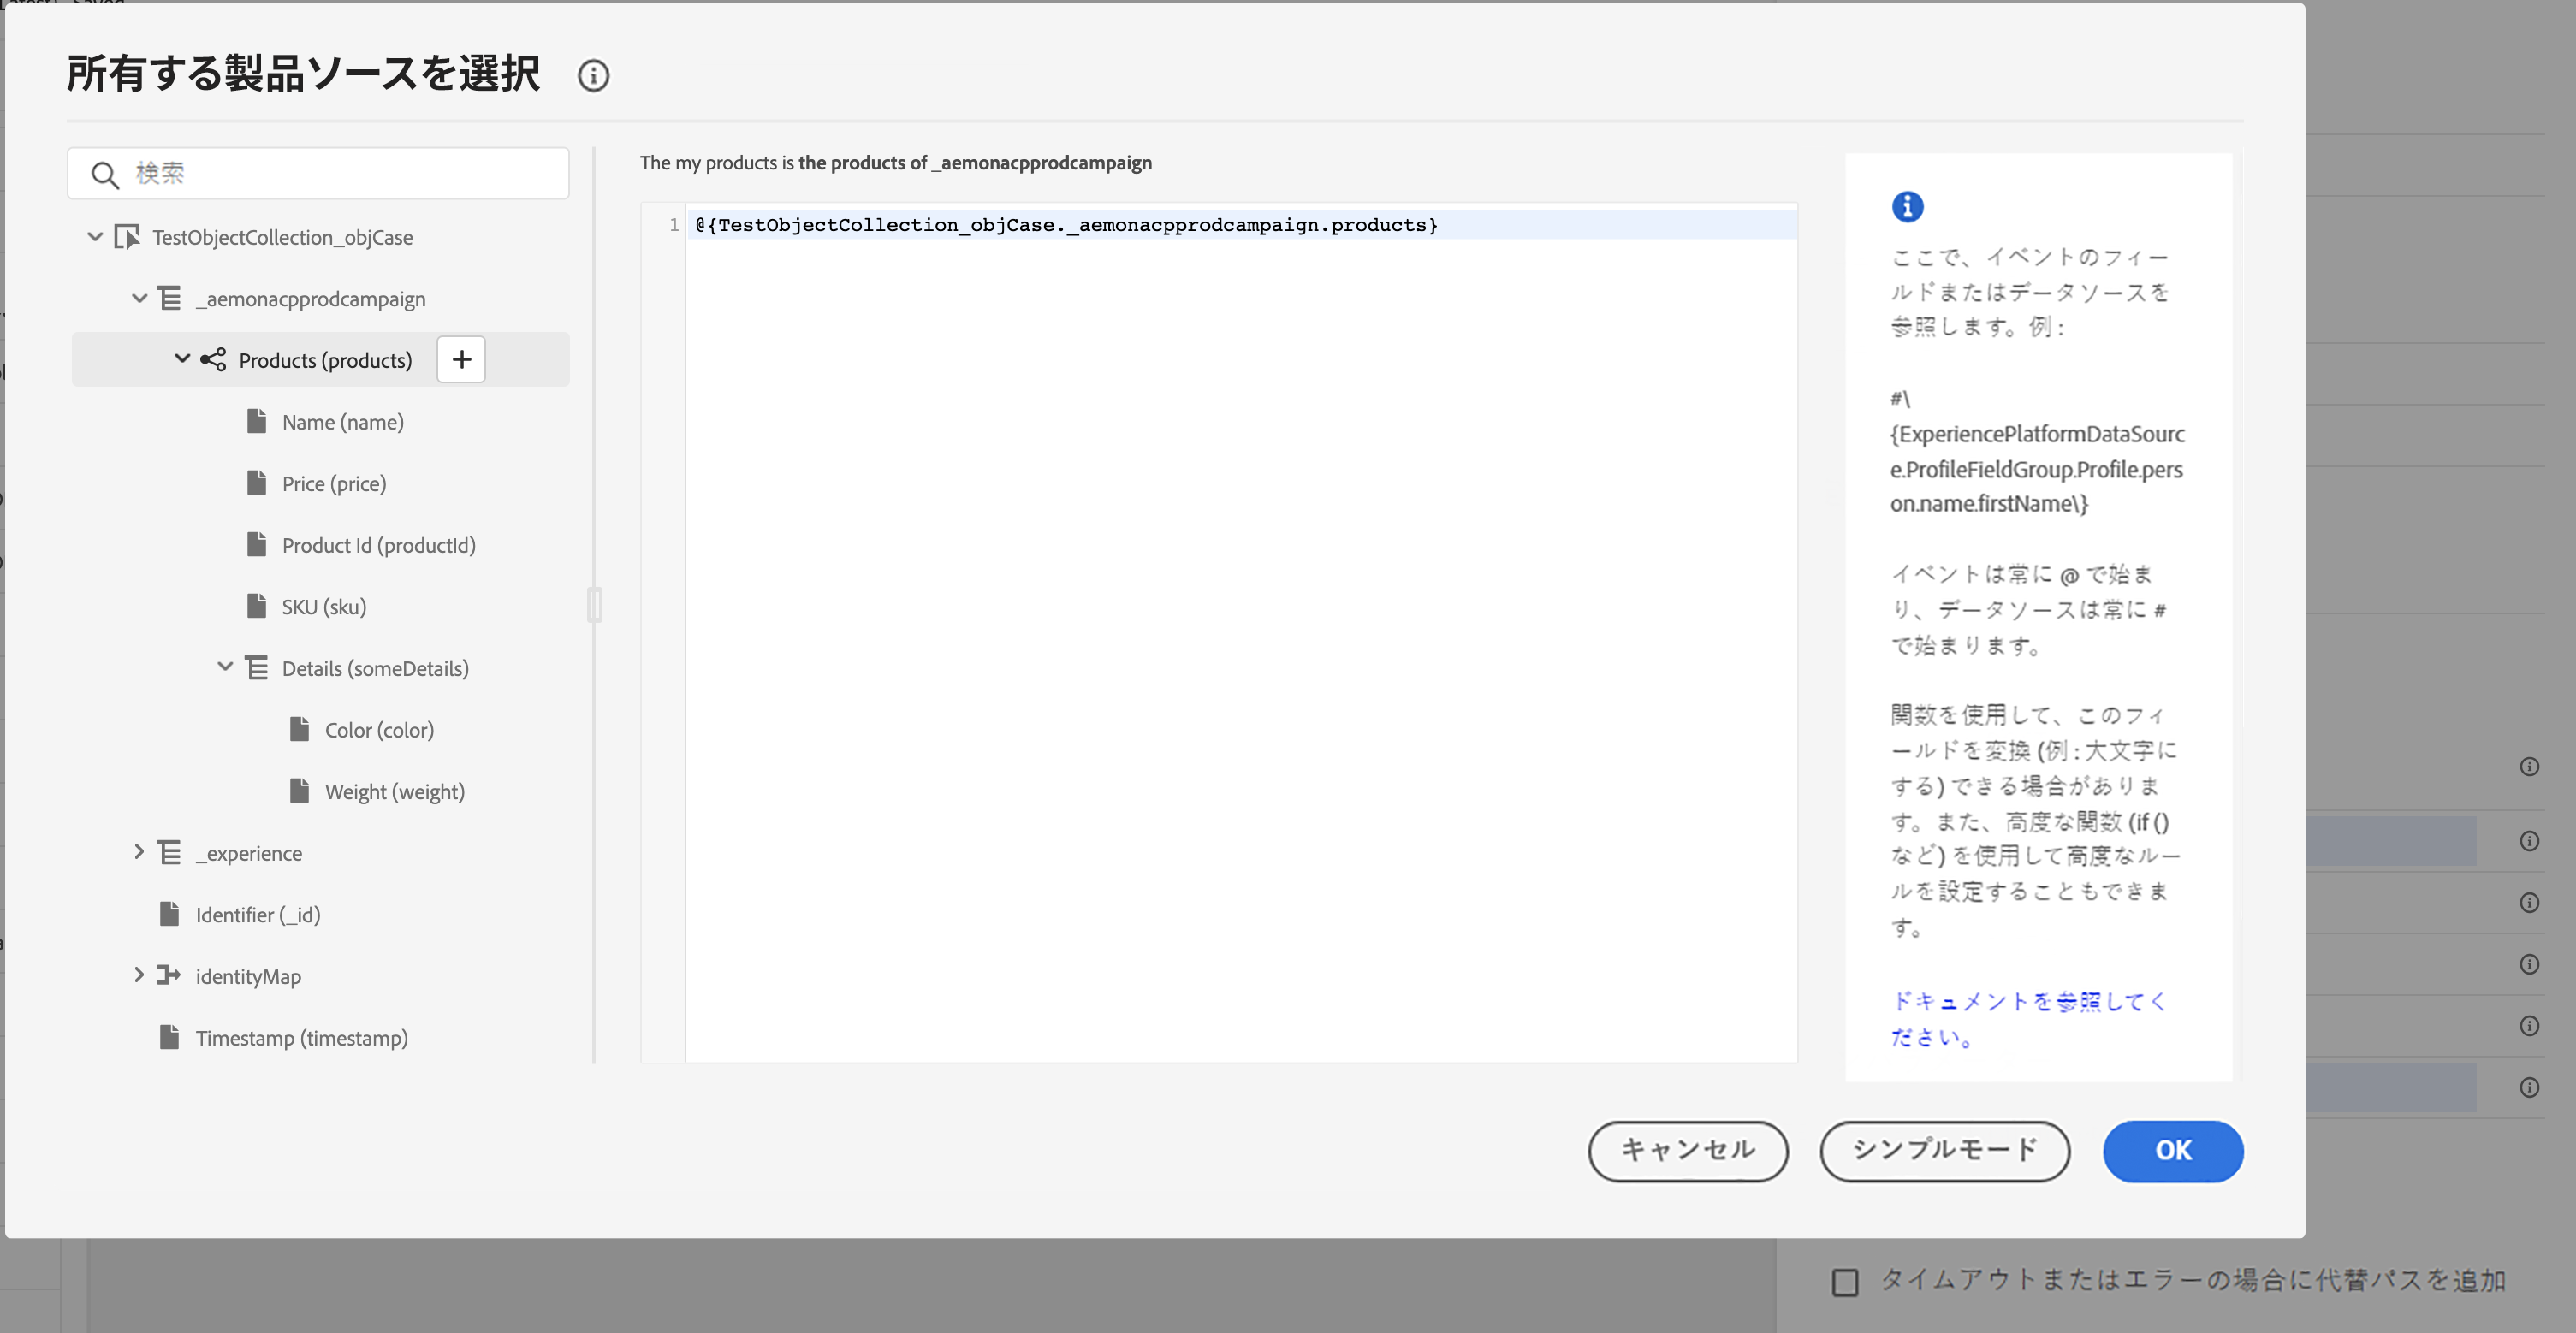 所有する製品ソースを選択
検索
TestObjectCollection_objCase
_aemonacpprodcampaign
Products (products)
Name (name)
Price (price)
Product Id (productId)
SKU (sku)
Details (someDetails)
Color (color)
Weight (weight)
_experience
Identifier (_id)
identityMap
Timestamp (timestamp)
The my products is the products of _aemonacpprodcampaign
1 @{TestObjectCollection_objCase._aemonacpprodcampaign.products}
ここで、イベントのフィー
ルドまたはデータソースを
参照します。例 :
#\
{ExperiencePlatformDataSourc
e.ProfileFieldGroup.Profile.pers
on.name.firstName\}
イベントは常に @ で始ま
り、データソースは常に #
で始まります。
関数を使用して、このフィ
ールドを変換 (例 : 大文字に
する) できる場合がありま
す。また、高度な関数 (if ()
など) を使用して高度なルー
ルを設定することもできま
す。
ドキュメントを参照してく
ださい。
キャンセル
シンプルモード
OK
タイムアウトまたはエラーの場合に代替パスを追加